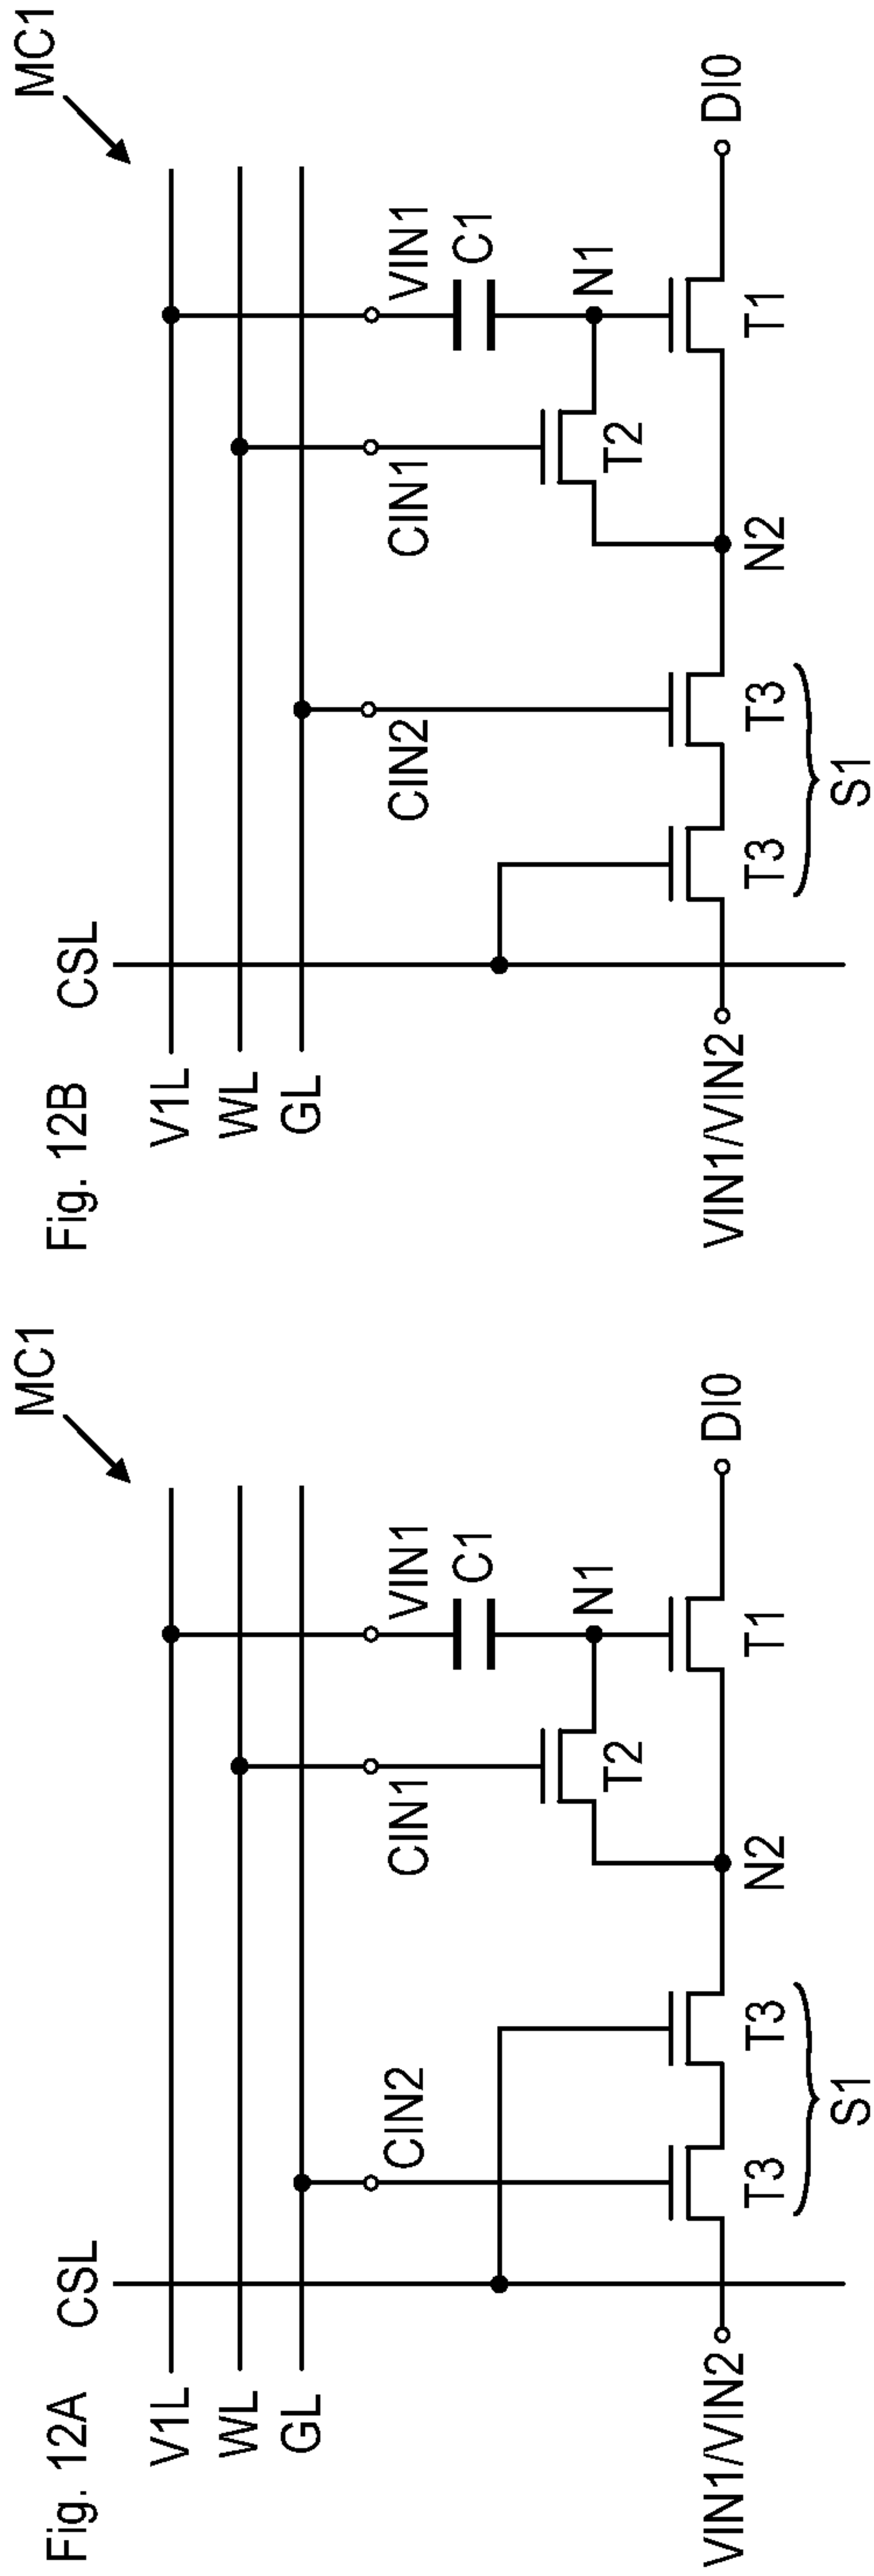 Fig. 12A
CSL
MC1
V1L
WL
GL
CIN2
CIN1
VIN1
C1
N1
T2
VIN1/VIN2
T3
T3
N2
T1
DI0
S1
Fig. 12B
CSL
MC1
V1L
WL
GL
CIN2
CIN1
VIN1
C1
N1
T2
VIN1/VIN2
T3
T3
N2
T1
DI0
S1